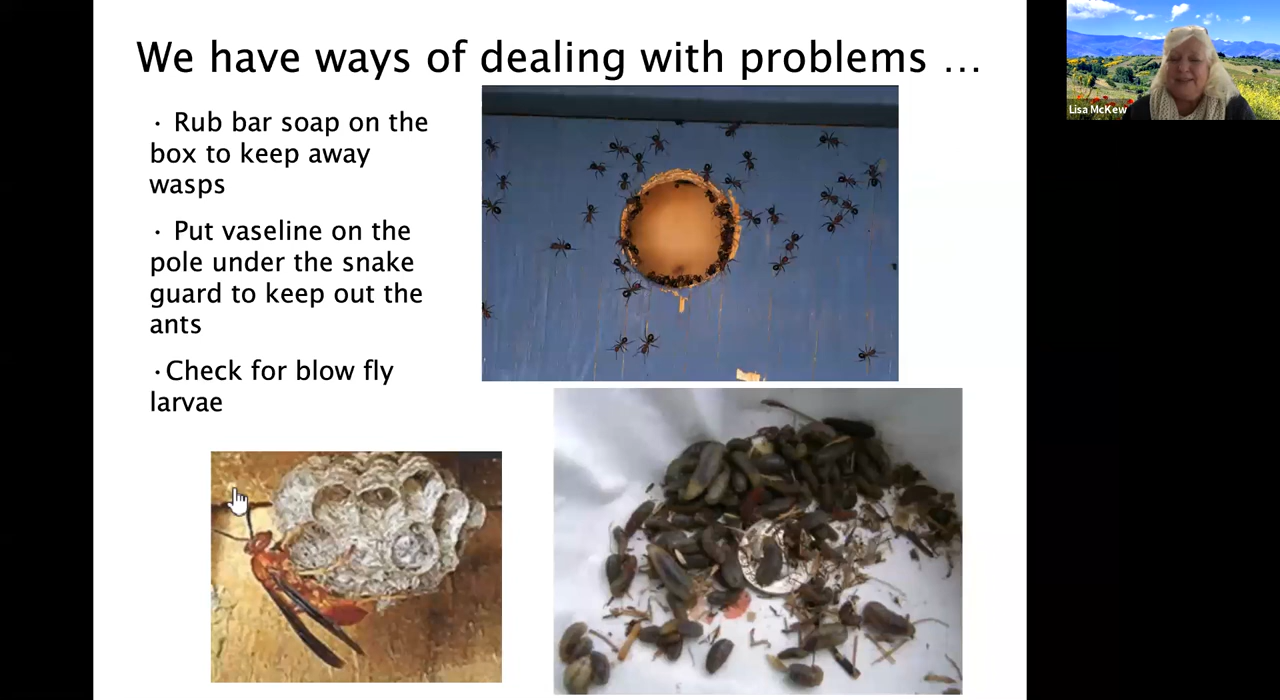 We have ways of dealing with problems …
• Rub bar soap on the
box to keep away
wasps
• Put vaseline on the
pole under the snake
guard to keep out the
ants
•Check for blow fly
larvae
Lisa McKew